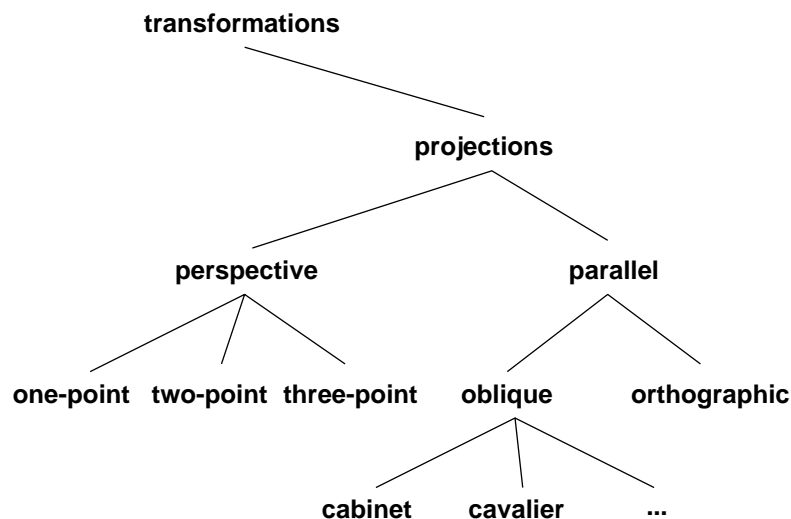 transformations
projections
perspective parallel
one-point two-point three-point oblique orthographic
cabinet cavalier ...